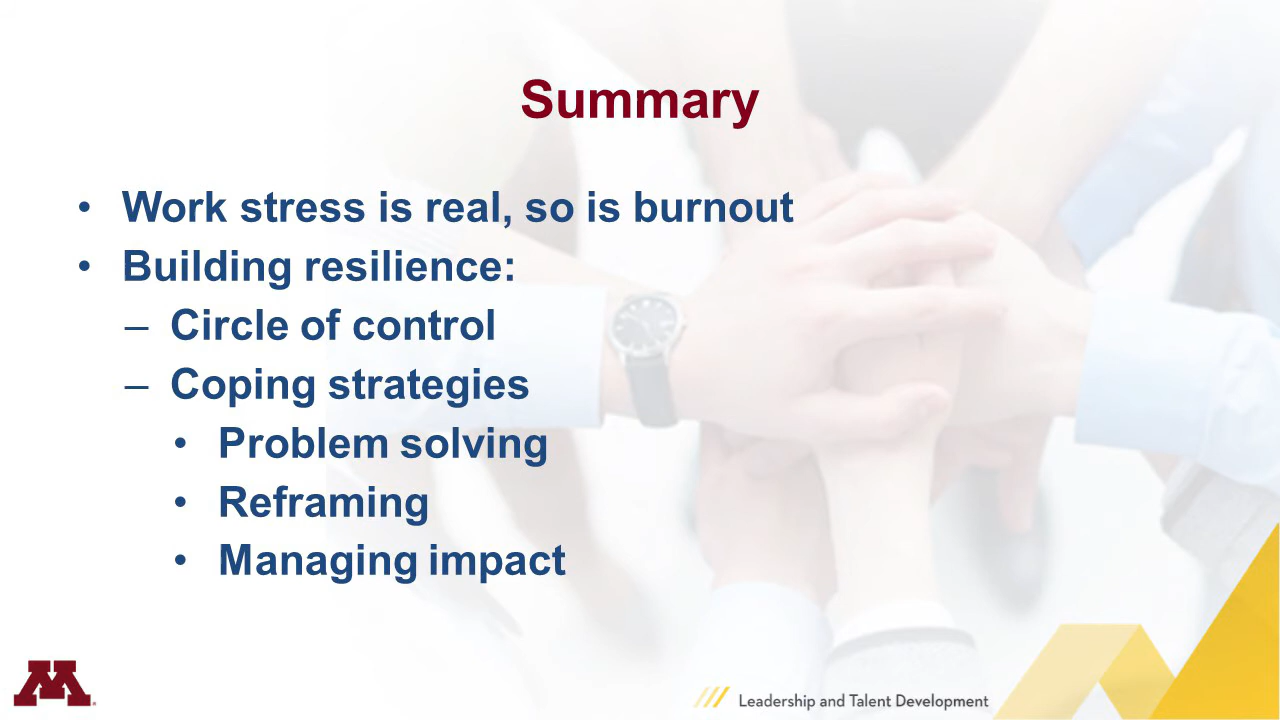 Summary
• Work stress is real, so is burnout
• Building resilience:
– Circle of control
– Coping strategies
• Problem solving
• Reframing
• Managing impact
M
Leadership and Talent Development